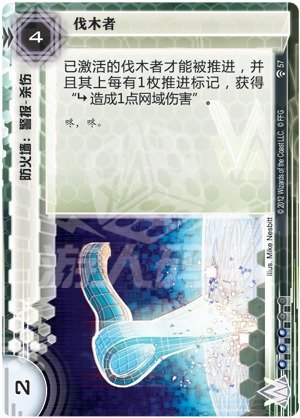 伐木者
4
已激活的伐木者才能被推进，并
且其上每有1枚推进标记，获得
“↳造成1点网域伤害”。
咚，咚。
防火墙：警报-杀伤
57
© 2012 Wizards of the Coast LLC. © FFG
Illus. Mike Nesbitt
2